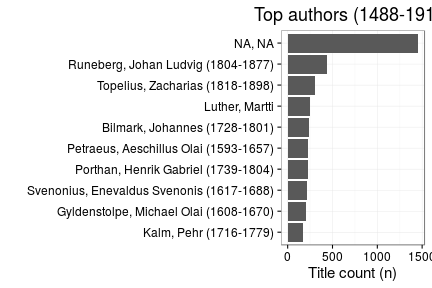 Top authors (1488-191
NA, NA
Runeberg, Johan Ludvig (1804-1877)
Topelius, Zacharias (1818-1898)
Luther, Martti
Bilmark, Johannes (1728-1801)
Petraeus, Aeschillus Olai (1593-1657)
Porthan, Henrik Gabriel (1739-1804)
Svenonius, Enevaldus Svenonis (1617-1688)
Gyldenstolpe, Michael Olai (1608-1670)
Kalm, Pehr (1716-1779)
0 500 1000 1500
Title count (n)